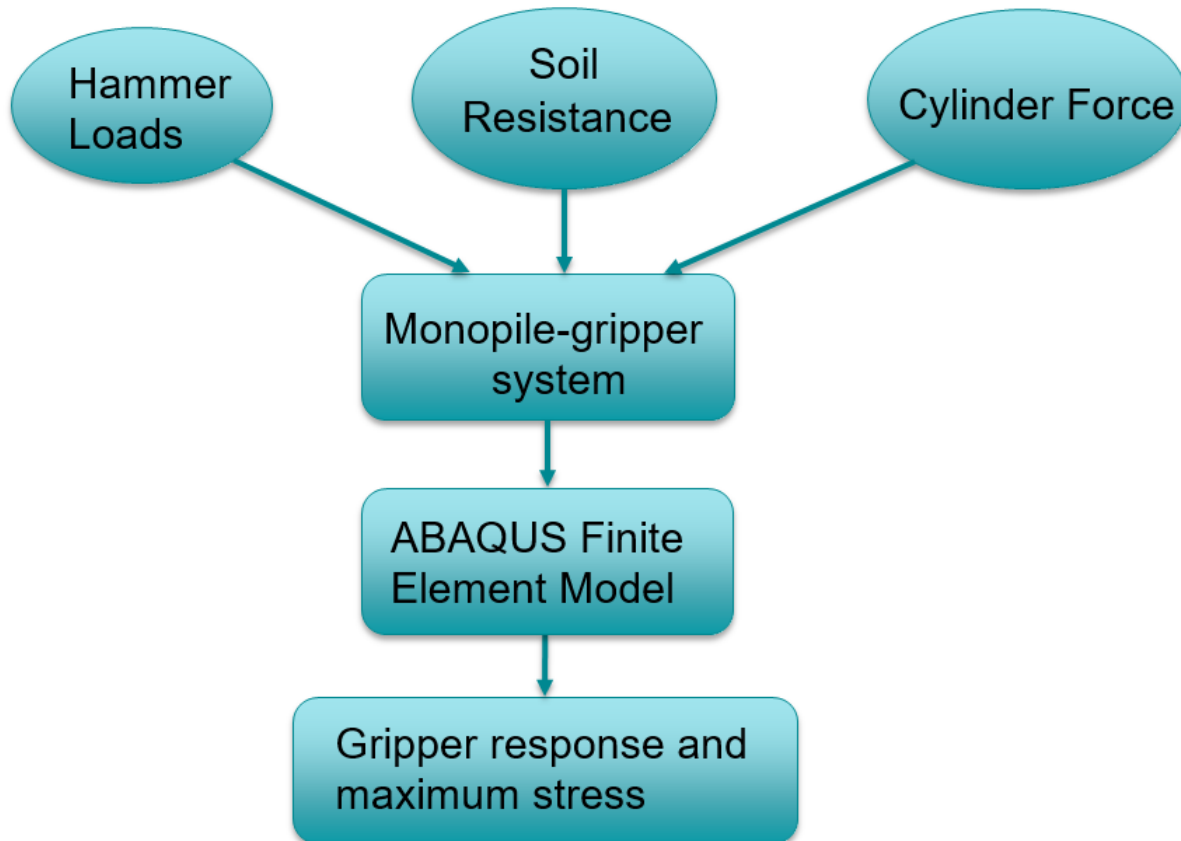 Hammer
Loads
Soil
Resistance
Cylinder Force
Monopile-gripper
system
ABAQUS Finite
Element Model
Gripper response and
maximum stress